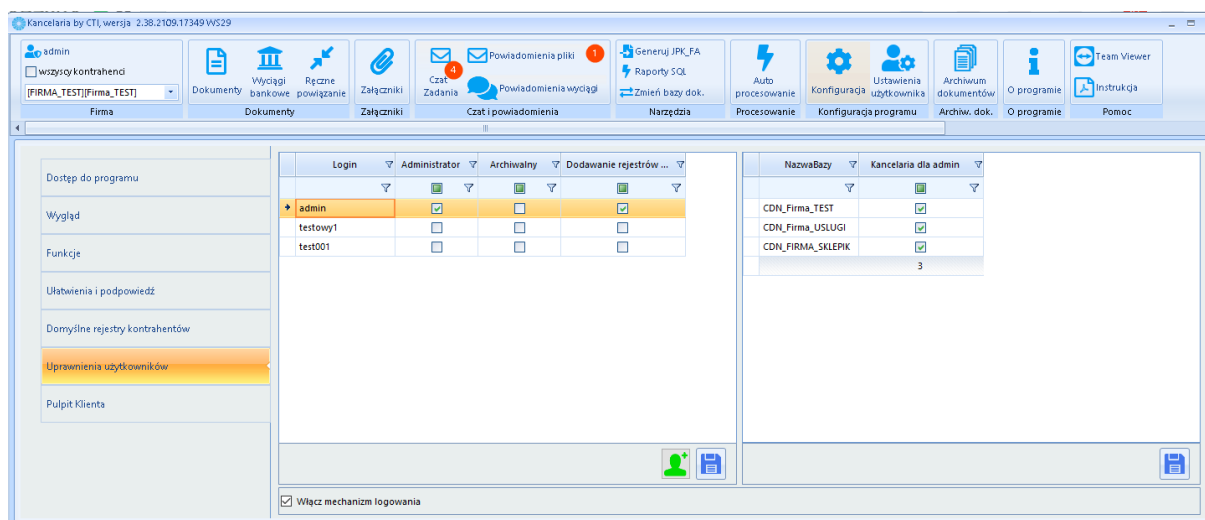 Kancelaria by CTI, wersja 2.38.2109.17349 WS29
admin
wszyscy kontrahenci
[FIRMA_TEST][Firma_TEST]
Firma
Dokumenty
Wyciągi bankowe
Ręczne powiązanie
Dokumenty
Załączniki
Załączniki
Czat Zadania
4
Powiadomienia pliki
1
Powiadomienia wyciągi
Czat i powiadomienia
Generuj JPK_FA
Raporty SQL
Zmień bazy dok.
Narzędzia
Auto procesowanie
Procesowanie
Konfiguracja
Ustawienia użytkownika
Konfiguracja programu
Archiwum dokumentów
Archiw. dok.
O programie
O programie
Team Viewer
Instrukcja
Pomoc
Dostęp do programu
Wygląd
Funkcje
Ułatwienia i podpowiedź
Domyślne rejestry kontrahentów
Uprawnienia użytkowników
Pulpit Klienta
Login Administrator Archiwalny Dodawanie rejestrów ...
admin
testowy1
test001
NazwaBazy Kancelaria dla admin
CDN_Firma_TEST
CDN_Firma_USLUGI
CDN_FIRMA_SKLEPIK
3
Włącz mechanizm logowania